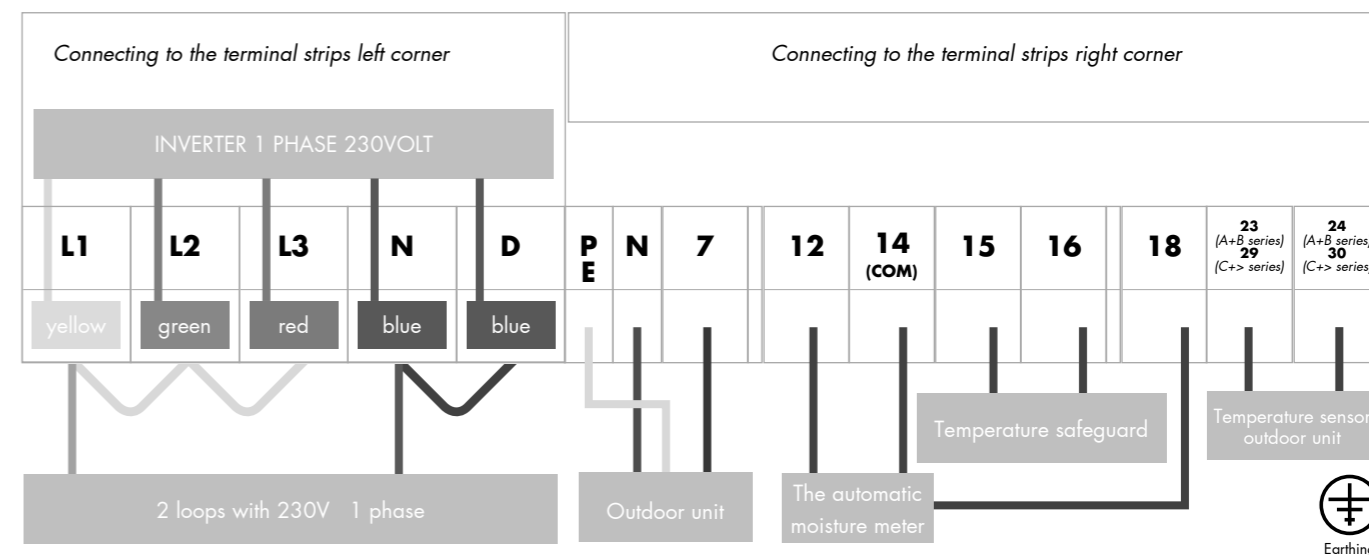 Connecting to the terminal strips left corner
Connecting to the terminal strips right corner
INVERTER 1 PHASE 230VOLT
L1 L2 L3 N D P N 7 12 14 15 16 18 23 24
E (COM) (A+B series) (A+B series)
29 30
(C+> series) (C+> series)
yellow green red blue blue
Temperature safeguard
Temperature sensor
outdoor unit
2 loops with 230V 1 phase
Outdoor unit
The automatic
moisture meter
Earthing